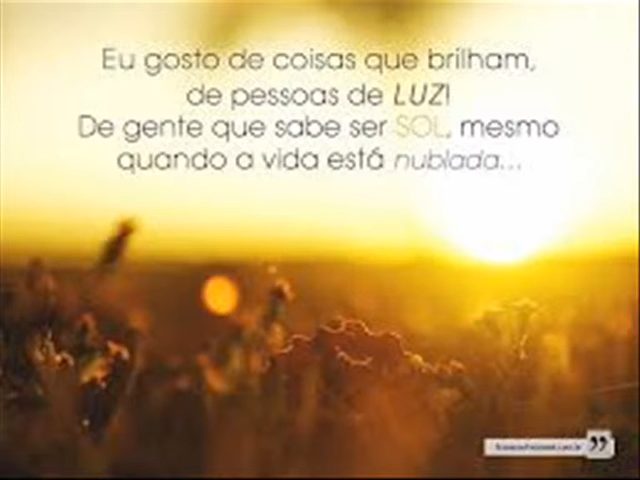 Eu gosto de coisas que brilham,
de pessoas de LUZ!
De gente que sabe ser SOL, mesmo
quando a vida está nublada...
”